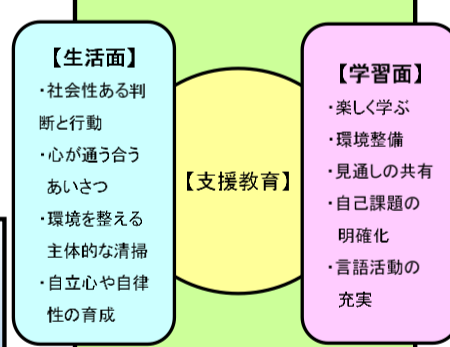 【生活面】
・社会性ある判
断と行動
・心が通う合う
あいさつ
・環境を整える
主体的な清掃
・自立心や自律
性の育成
【支援教育】
【学習面】
・楽しく学ぶ
・環境整備
・見通しの共有
・自己課題の
明確化
・言語活動の
充実